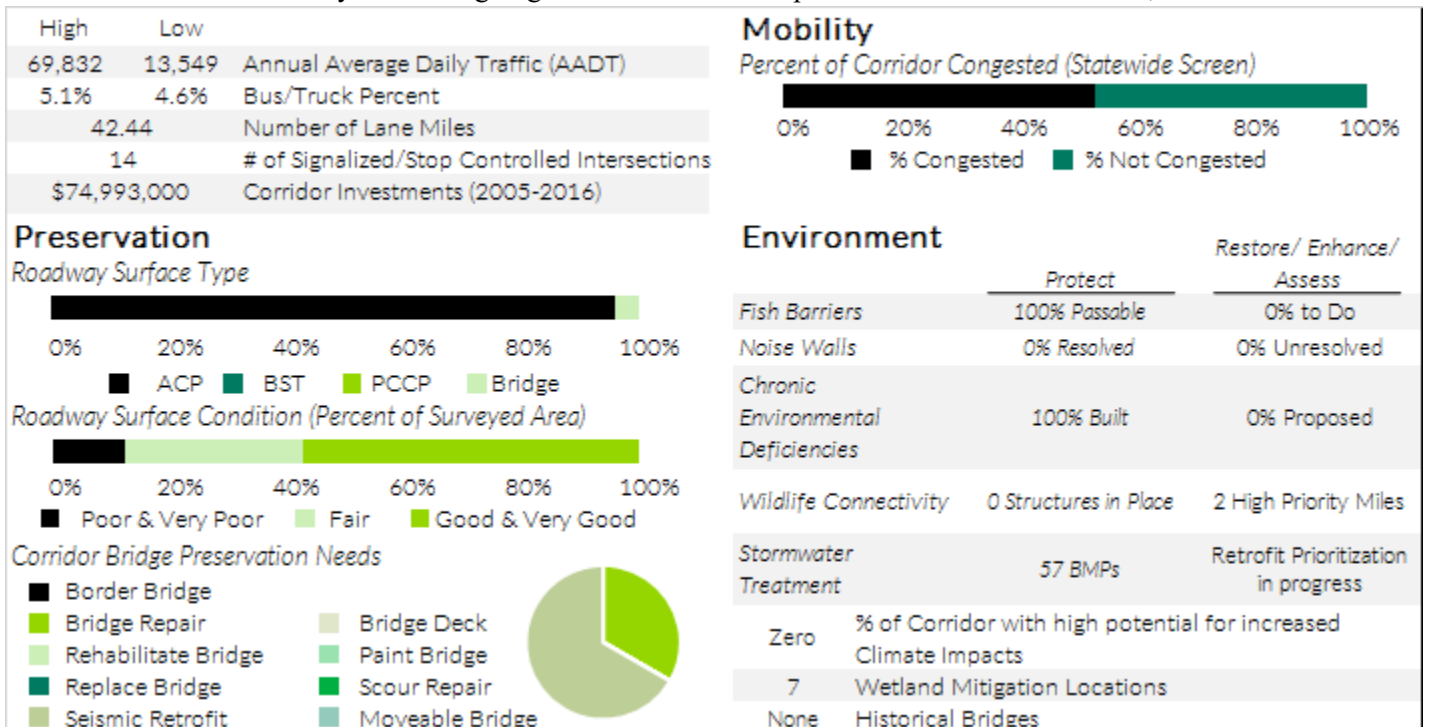 High Low
69,832 13,549 Annual Average Daily Traffic (AADT)
5.1% 4.6% Bus/Truck Percent
42.44 Number of Lane Miles
14 # of Signalized/Stop Controlled Intersections
$74,993,000 Corridor Investments (2005-2016)
Preservation
Roadway Surface Type
0% 20% 40% 60% 80% 100%
ACP BST PCCP Bridge
Roadway Surface Condition (Percent of Surveyed Area)
0% 20% 40% 60% 80% 100%
Poor & Very Poor Fair Good & Very Good
Corridor Bridge Preservation Needs
Border Bridge
Bridge Repair Bridge Deck
Rehabilitate Bridge Paint Bridge
Replace Bridge Scour Repair
Seismic Retrofit Moveable Bridge
Mobility
Percent of Corridor Congested (Statewide Screen)
0% 20% 40% 60% 80% 100%
% Congested % Not Congested
Environment
Restore/ Enhance/
Protect Assess
Fish Barriers 100% Passable 0% to Do
Noise Walls 0% Resolved 0% Unresolved
Chronic
Environmental 100% Built 0% Proposed
Deficiencies
Wildlife Connectivity 0 Structures in Place 2 High Priority Miles
Stormwater Retrofit Prioritization
Treatment 57 BMPs in progress
Zero % of Corridor with high potential for increased
Climate Impacts
7 Wetland Mitigation Locations
None Historical Bridges